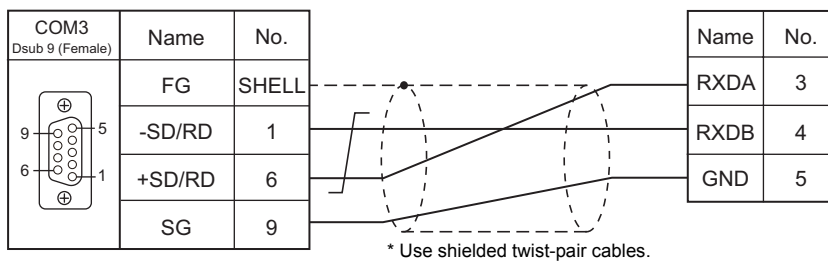 COM3
Dsub 9 (Female)
Name No.
FG SHELL
-SD/RD 1
+SD/RD 6
SG 9
9 5
6 1
Name No.
RXDA 3
RXDB 4
GND 5
* Use shielded twist-pair cables.